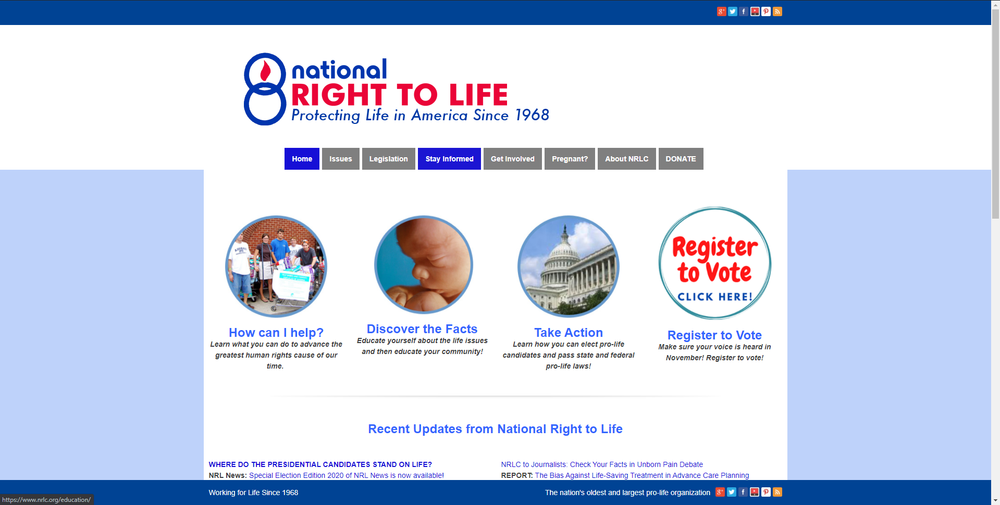 national
RIGHT TO LIFE
Protecting Life in America Since 1968
Home Issues Legislation Stay Informed Get Involved Pregnant? About NRLC DONATE
Register
to Vote
CLICK HERE!
How can I help?
Learn what you can do to advance the
greatest human rights cause of our
time.
Discover the Facts
Educate yourself about the life issues
and then educate your community!
Take Action
Learn how you can elect pro-life
candidates and pass state and federal
pro-life laws!
Register to Vote
Make sure your voice is heard in
November! Register to vote!
Recent Updates from National Right to Life
WHERE DO THE PRESIDENTIAL CANDIDATES STAND ON LIFE?
NRL News: Special Election Edition 2020 of NRL News is now available!
NRLC to Journalists: Check Your Facts in Unborn Pain Debate
REPORT: The Bias Against Life-Saving Treatment in Advance Care Planning
Working for Life Since 1968
The nation's oldest and largest pro-life organization
https://www.nrlc.org/education/